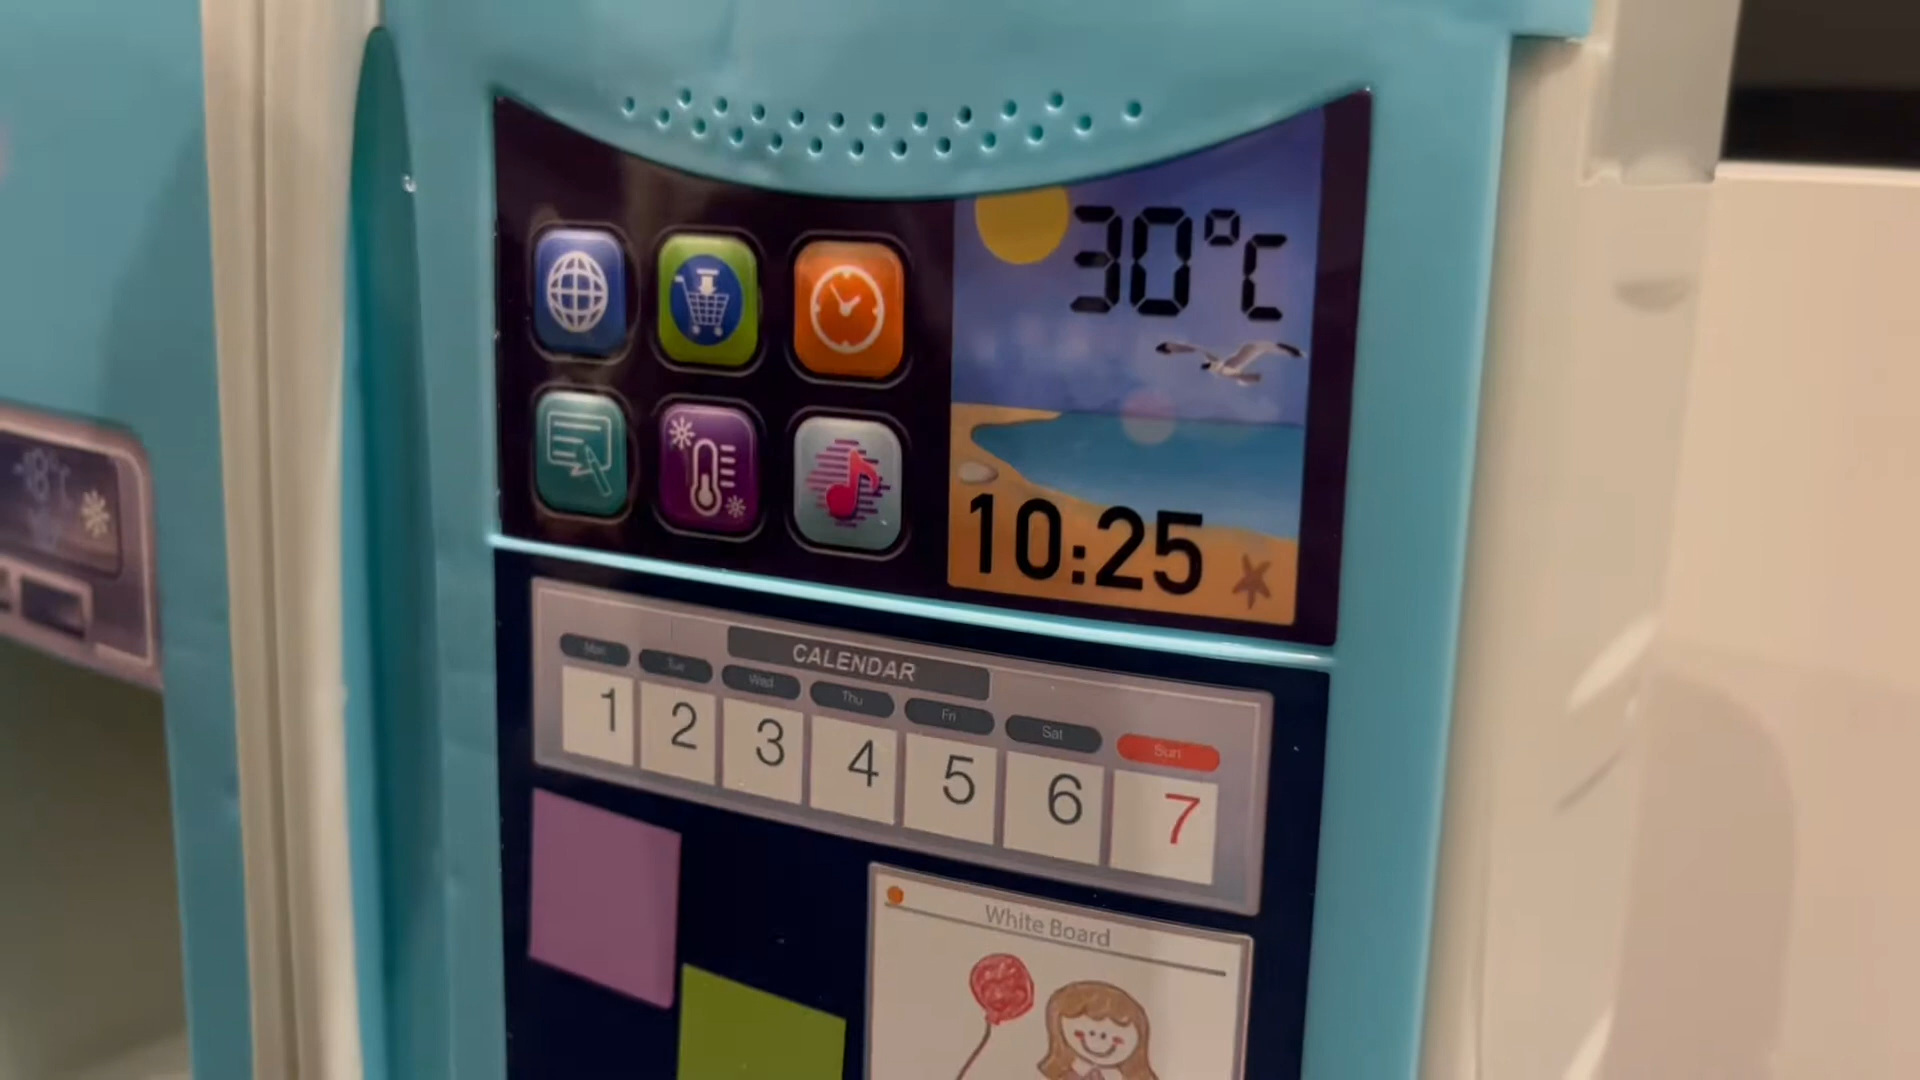 30°C
10:25
CALENDAR
Mon Tue Wed Thu Fri Sat Sun
1 2 3 4 5 6 7
White Board